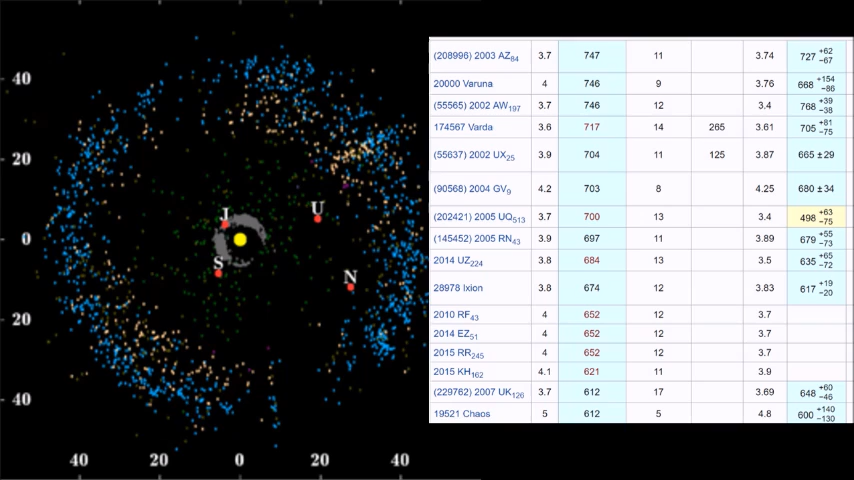 40
20
0
20
40
40
20
0
20
40
J
U
S
N
(208996) 2003 AZ84 3.7 747 11 3.74 727 +62 −67
20000 Varuna 4 746 9 3.76 668 +154 −86
(55565) 2002 AW197 3.7 746 12 3.4 768 +39 −38
174567 Varda 3.6 717 14 265 3.61 705 +81 −75
(55637) 2002 UX25 3.9 704 11 125 3.87 665 ±29
(90568) 2004 GV9 4.2 703 8 4.25 680 ±34
(202421) 2005 UQ513 3.7 700 13 3.4 498 +63 −75
(145452) 2005 RN43 3.9 697 11 3.89 679 +55 −73
2014 UZ224 3.8 684 13 3.5 635 +65 −72
28978 Ixion 3.8 674 12 3.83 617 +19 −20
2010 RF43 4 652 12 3.7
2014 EZ51 4 652 12 3.7
2015 RR245 4 652 12 3.7
2015 KH162 4.1 621 11 3.9
(229762) 2007 UK126 3.7 612 17 3.69 648 +60 −46
19521 Chaos 5 612 5 4.8 600 +140 −130